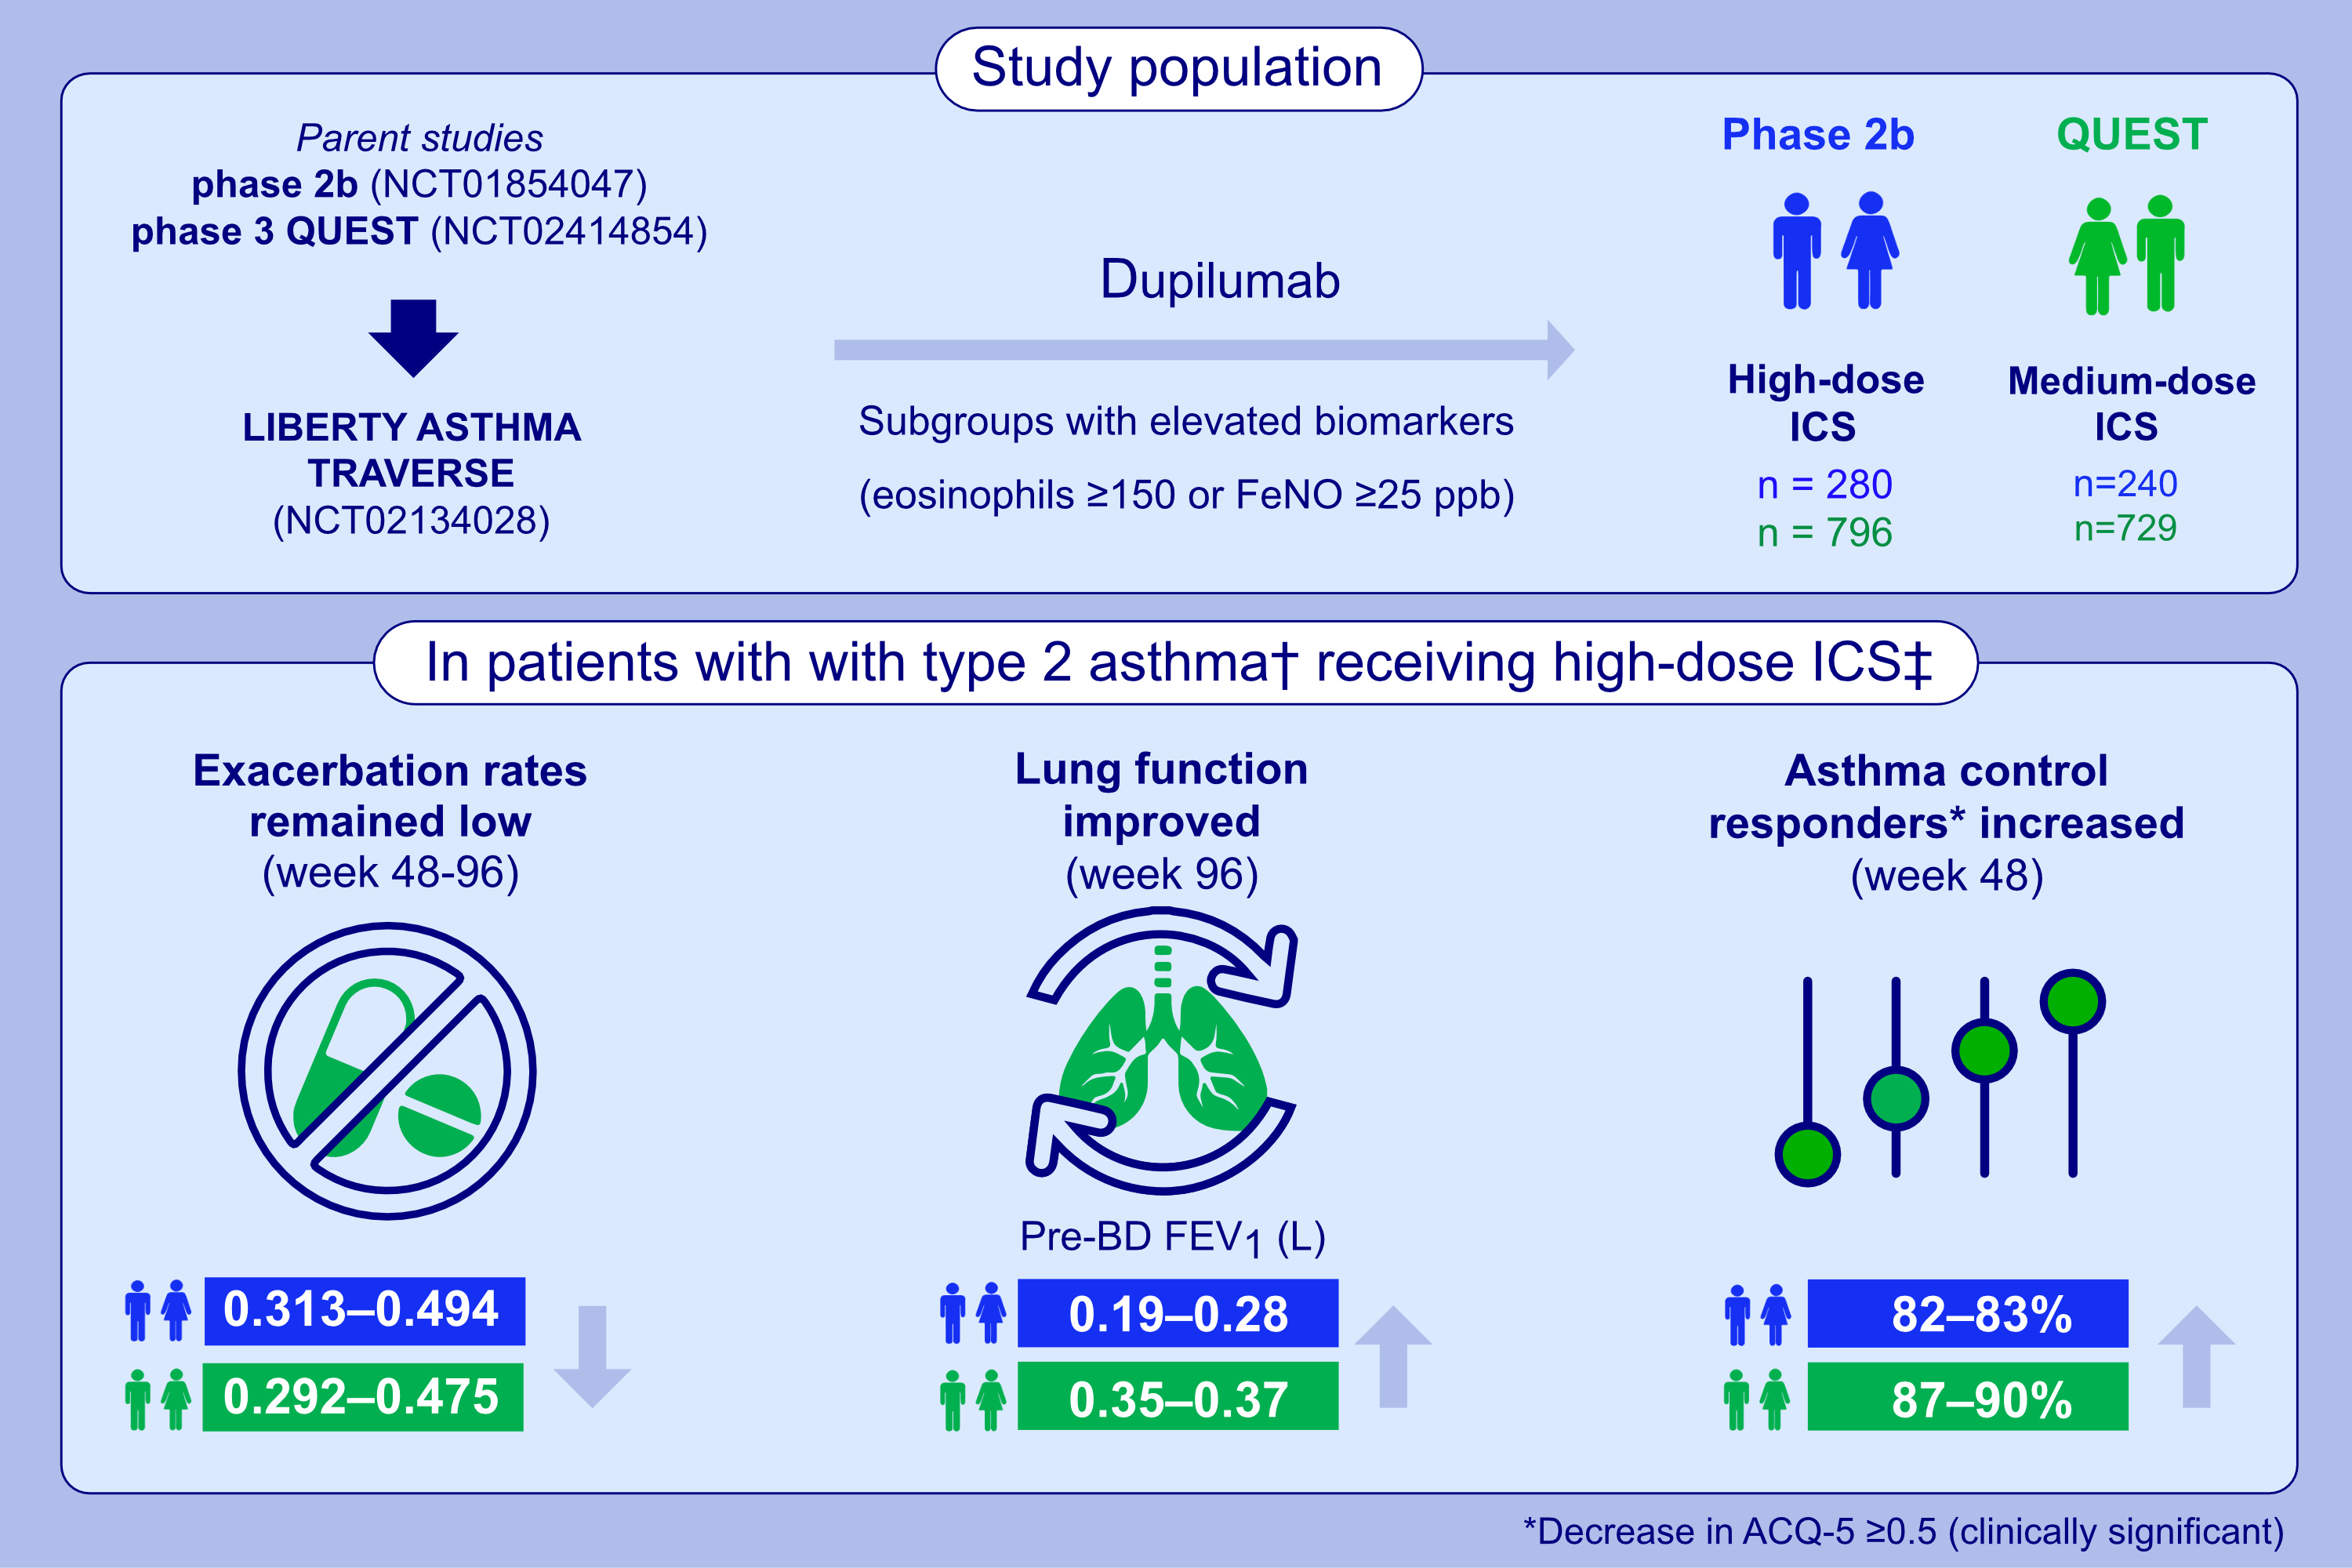 Study population
Parent studies
phase 2b (NCT01854047)
phase 3 QUEST (NCT02414854)
LIBERTY ASTHMA
TRAVERSE
(NCT02134028)
Dupilumab
Subgroups with elevated biomarkers
(eosinophils ≥150 or FeNO ≥25 ppb)
Phase 2b
QUEST
High-dose
ICS
n = 280
n = 796
Medium-dose
ICS
n=240
n=729
In patients with with type 2 asthma† receiving high-dose ICS‡
Exacerbation rates
remained low
(week 48-96)
0.313–0.494
0.292–0.475
Lung function
improved
(week 96)
Pre-BD FEV1 (L)
0.19–0.28
0.35–0.37
Asthma control
responders* increased
(week 48)
82–83%
87–90%
*Decrease in ACQ-5 ≥0.5 (clinically significant)